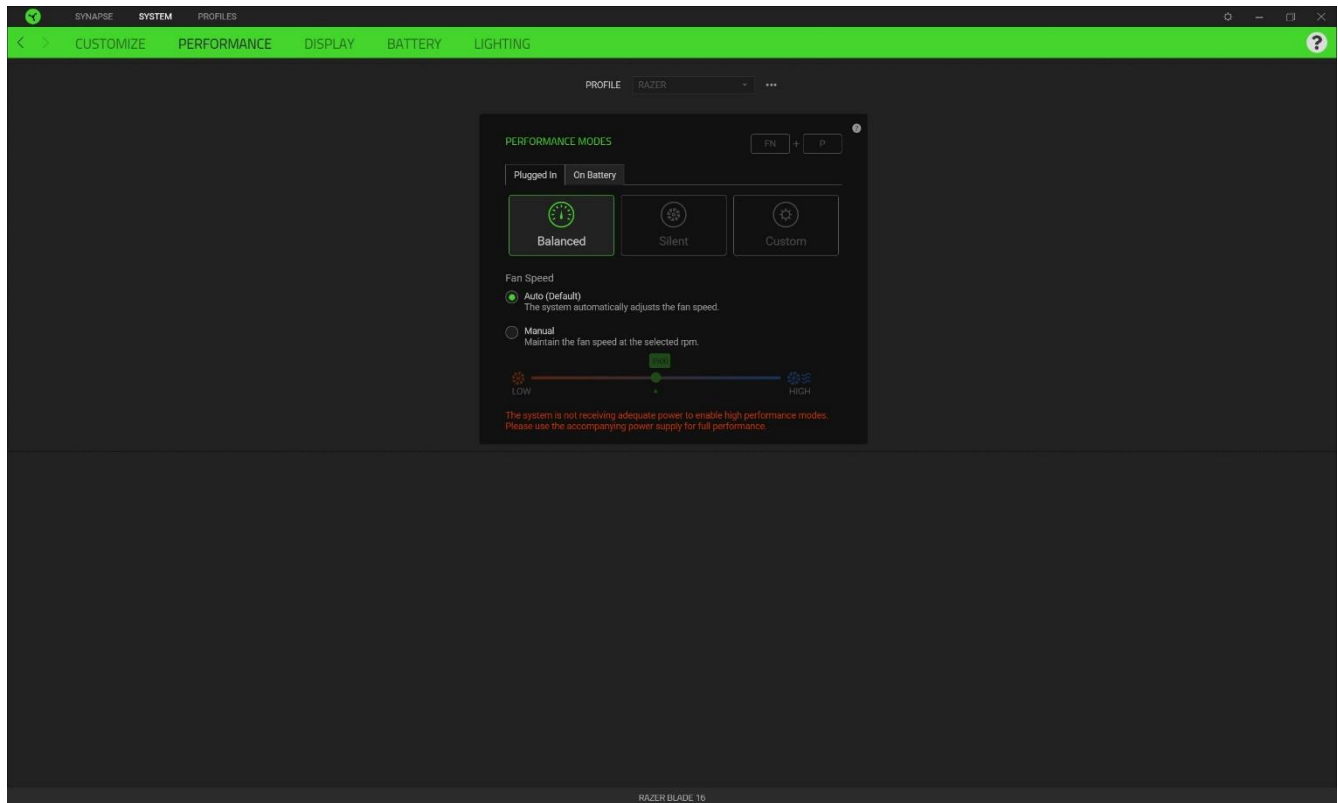 SYNAPSE SYSTEM PROFILES
CUSTOMIZE PERFORMANCE DISPLAY BATTERY LIGHTING
?
PROFILE RAZER
PERFORMANCE MODES FN + P
?
Plugged In On Battery
Balanced Silent Custom
Fan Speed
Auto (Default)
The system automatically adjusts the fan speed.
Manual
Maintain the fan speed at the selected rpm.
LOW HIGH
The system is not receiving adequate power to enable high performance modes.
Please use the accompanying power supply for full performance.
RAZER BLADE 16